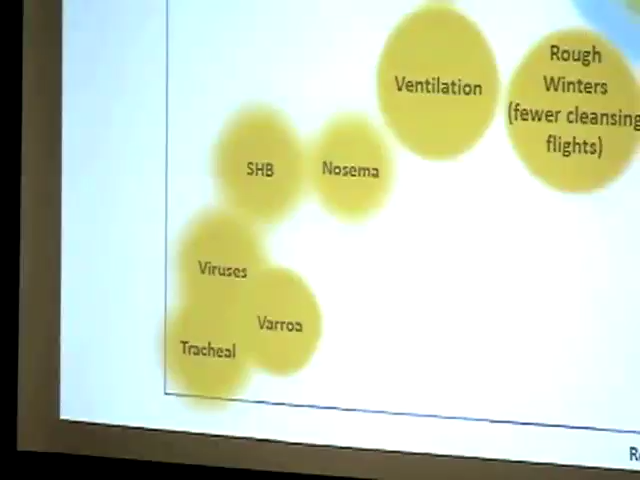 Ventilation
Rough
Winters
(fewer cleansing
flights)
SHB
Nosema
Viruses
Varroa
Tracheal